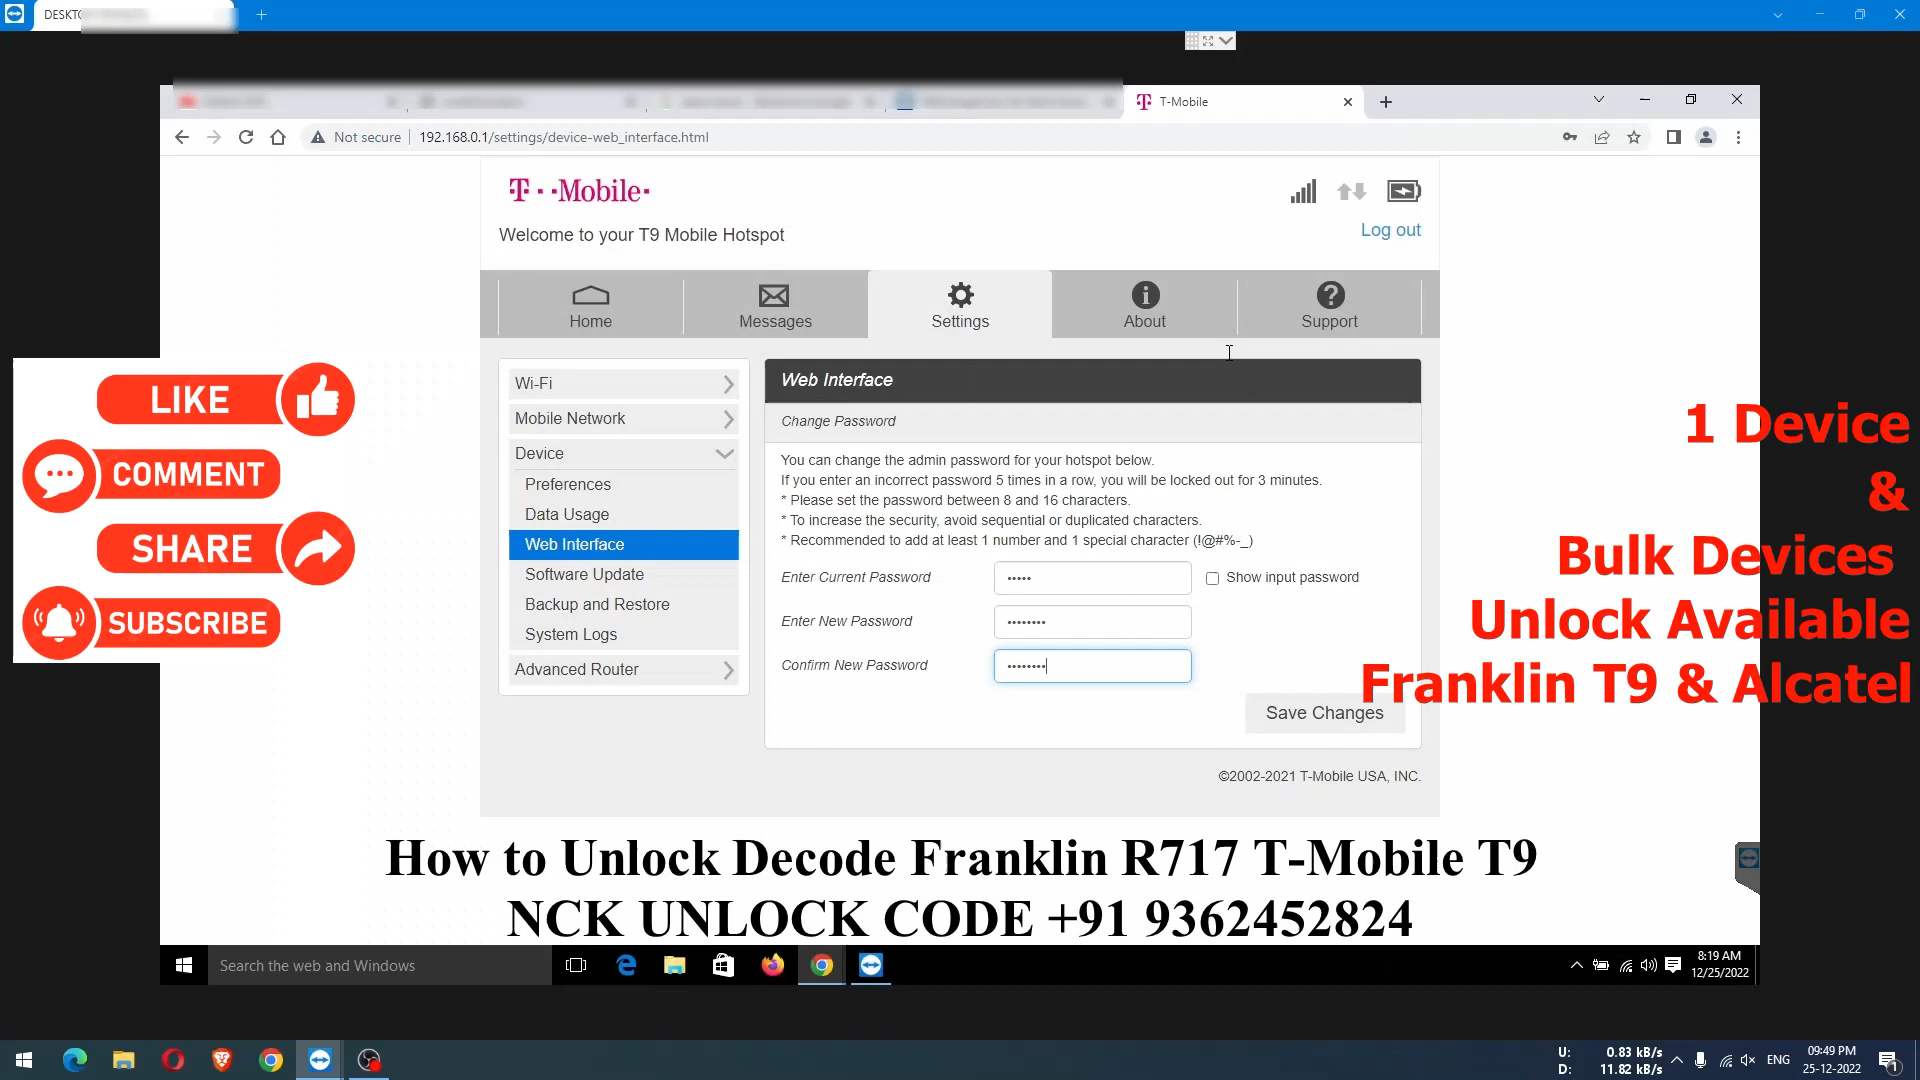 DESKTO
T-Mobile
Not secure
192.168.0.1/settings/device-web_interface.html
T··Mobile·
Welcome to your T9 Mobile Hotspot
Log out
Home
Messages
Settings
About
Support
Wi-Fi
Mobile Network
Device
Preferences
Data Usage
Web Interface
Software Update
Backup and Restore
System Logs
Advanced Router
Web Interface
Change Password
You can change the admin password for your hotspot below.
If you enter an incorrect password 5 times in a row, you will be locked out for 3 minutes.
* Please set the password between 8 and 16 characters.
* To increase the security, avoid sequential or duplicated characters.
* Recommended to add at least 1 number and 1 special character (!@#%-_)
Enter Current Password
•••••
Show input password
Enter New Password
••••••••
Confirm New Password
••••••••
Save Changes
©2002-2021 T-Mobile USA, INC.
LIKE
COMMENT
SHARE
SUBSCRIBE
1 Device
&
Bulk Devices
Unlock Available
Franklin T9 & Alcatel
How to Unlock Decode Franklin R717 T-Mobile T9
NCK UNLOCK CODE +91 9362452824
Search the web and Windows
8:19 AM
12/25/2022
U: 0.83 kB/s
D: 11.82 kB/s
ENG
09:49 PM
25-12-2022
1